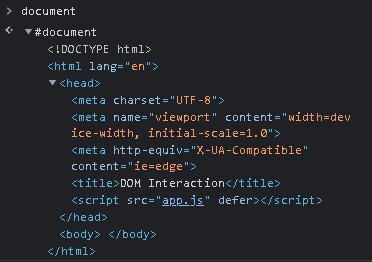 document
#document
<!DOCTYPE html>
<html lang="en">
<head>
<meta charset="UTF-8">
<meta name="viewport" content="width=dev
ice-width, initial-scale=1.0">
<meta http-equiv="X-UA-Compatible"
content="ie=edge">
<title>DOM Interaction</title>
<script src="app.js" defer></script>
</head>
<body> </body>
</html>